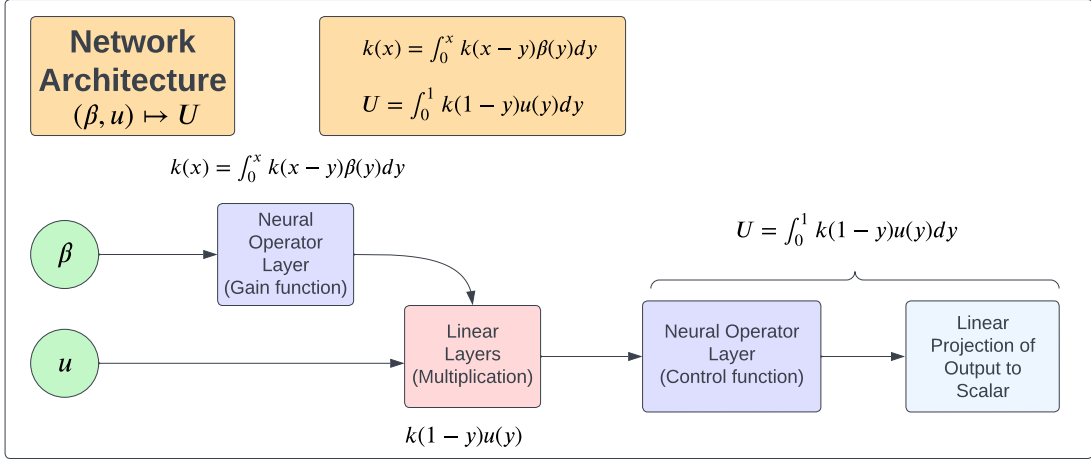 Network
Architecture
(β, u) ↦ U
k(x) = ∫₀ˣ k(x − y)β(y)dy
U = ∫₀¹ k(1 − y)u(y)dy
k(x) = ∫₀ˣ k(x − y)β(y)dy
β
Neural
Operator
Layer
(Gain function)
U = ∫₀¹ k(1 − y)u(y)dy
u
Linear
Layers
(Multiplication)
k(1 − y)u(y)
Neural Operator
Layer
(Control function)
Linear
Projection of
Output to
Scalar